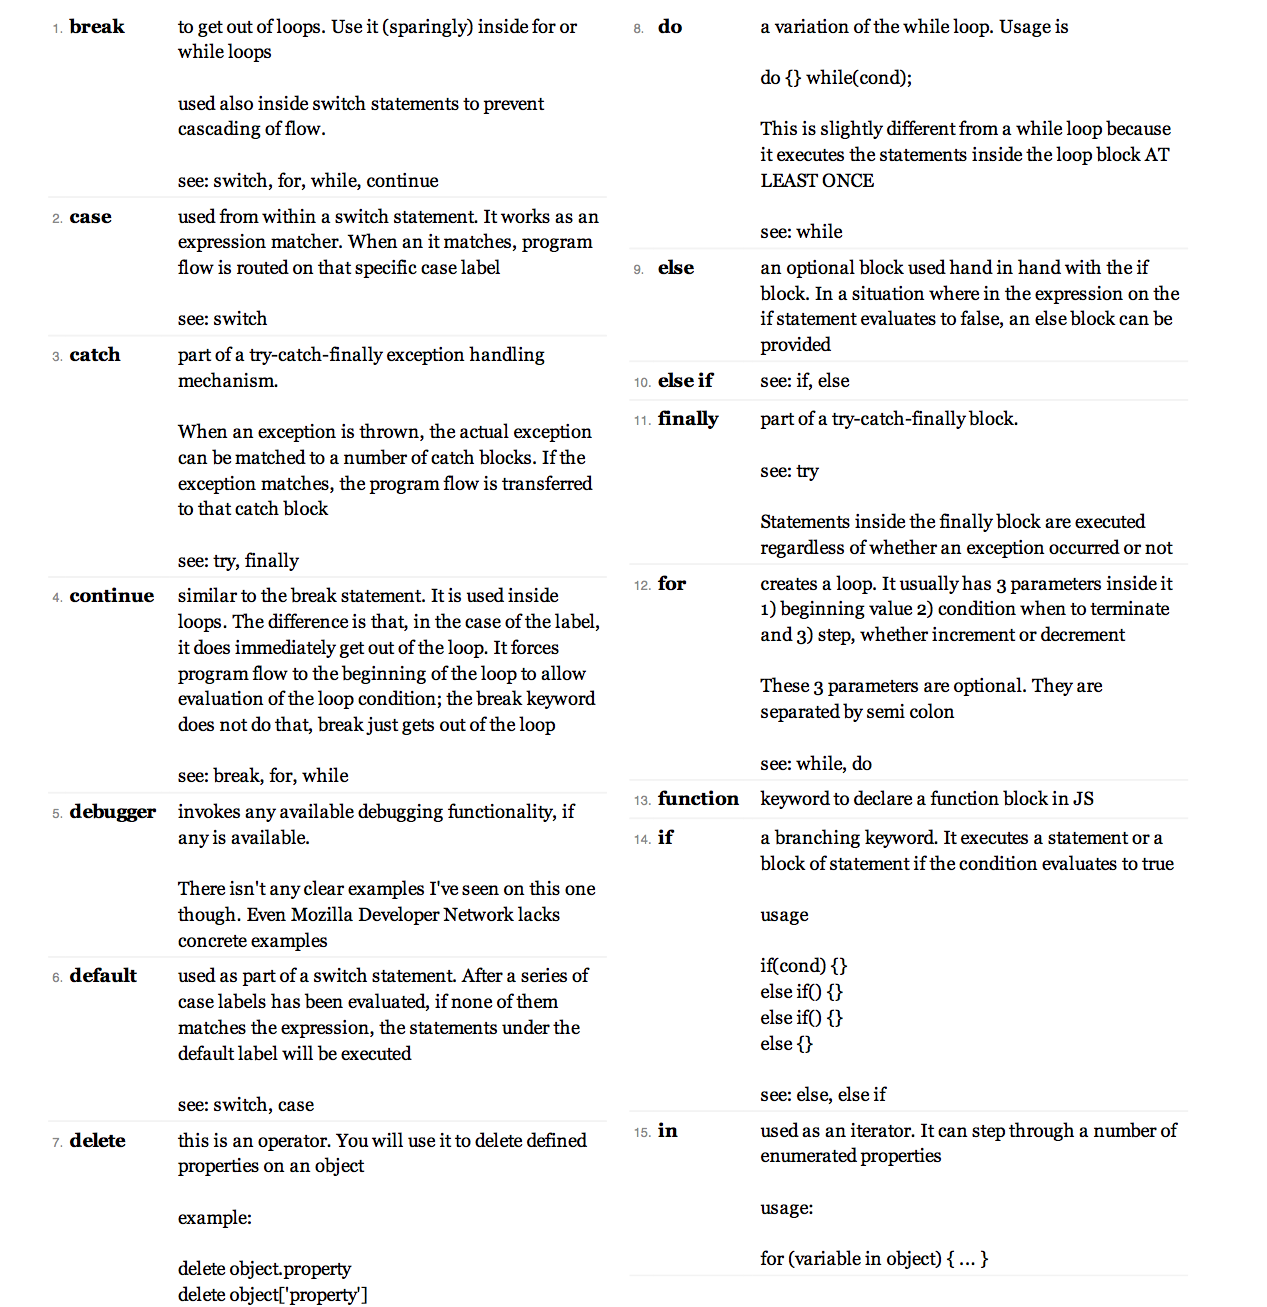 1. break to get out of loops. Use it (sparingly) inside for or
while loops
used also inside switch statements to prevent
cascading of flow.
see: switch, for, while, continue
2. case used from within a switch statement. It works as an
expression matcher. When an it matches, program
flow is routed on that specific case label
see: switch
3. catch part of a try-catch-finally exception handling
mechanism.
When an exception is thrown, the actual exception
can be matched to a number of catch blocks. If the
exception matches, the program flow is transferred
to that catch block
see: try, finally
4. continue similar to the break statement. It is used inside
loops. The difference is that, in the case of the label,
it does immediately get out of the loop. It forces
program flow to the beginning of the loop to allow
evaluation of the loop condition; the break keyword
does not do that, break just gets out of the loop
see: break, for, while
5. debugger invokes any available debugging functionality, if
any is available.
There isn't any clear examples I've seen on this one
though. Even Mozilla Developer Network lacks
concrete examples
6. default used as part of a switch statement. After a series of
case labels has been evaluated, if none of them
matches the expression, the statements under the
default label will be executed
see: switch, case
7. delete this is an operator. You will use it to delete defined
properties on an object
example:
delete object.property
delete object['property']
8. do a variation of the while loop. Usage is
do {} while(cond);
This is slightly different from a while loop because
it executes the statements inside the loop block AT
LEAST ONCE
see: while
9. else an optional block used hand in hand with the if
block. In a situation where in the expression on the
if statement evaluates to false, an else block can be
provided
10. else if see: if, else
11. finally part of a try-catch-finally block.
see: try
Statements inside the finally block are executed
regardless of whether an exception occurred or not
12. for creates a loop. It usually has 3 parameters inside it
1) beginning value 2) condition when to terminate
and 3) step, whether increment or decrement
These 3 parameters are optional. They are
separated by semi colon
see: while, do
13. function keyword to declare a function block in JS
14. if a branching keyword. It executes a statement or a
block of statement if the condition evaluates to true
usage
if(cond) {}
else if() {}
else if() {}
else {}
see: else, else if
15. in used as an iterator. It can step through a number of
enumerated properties
usage:
for (variable in object) { ... }